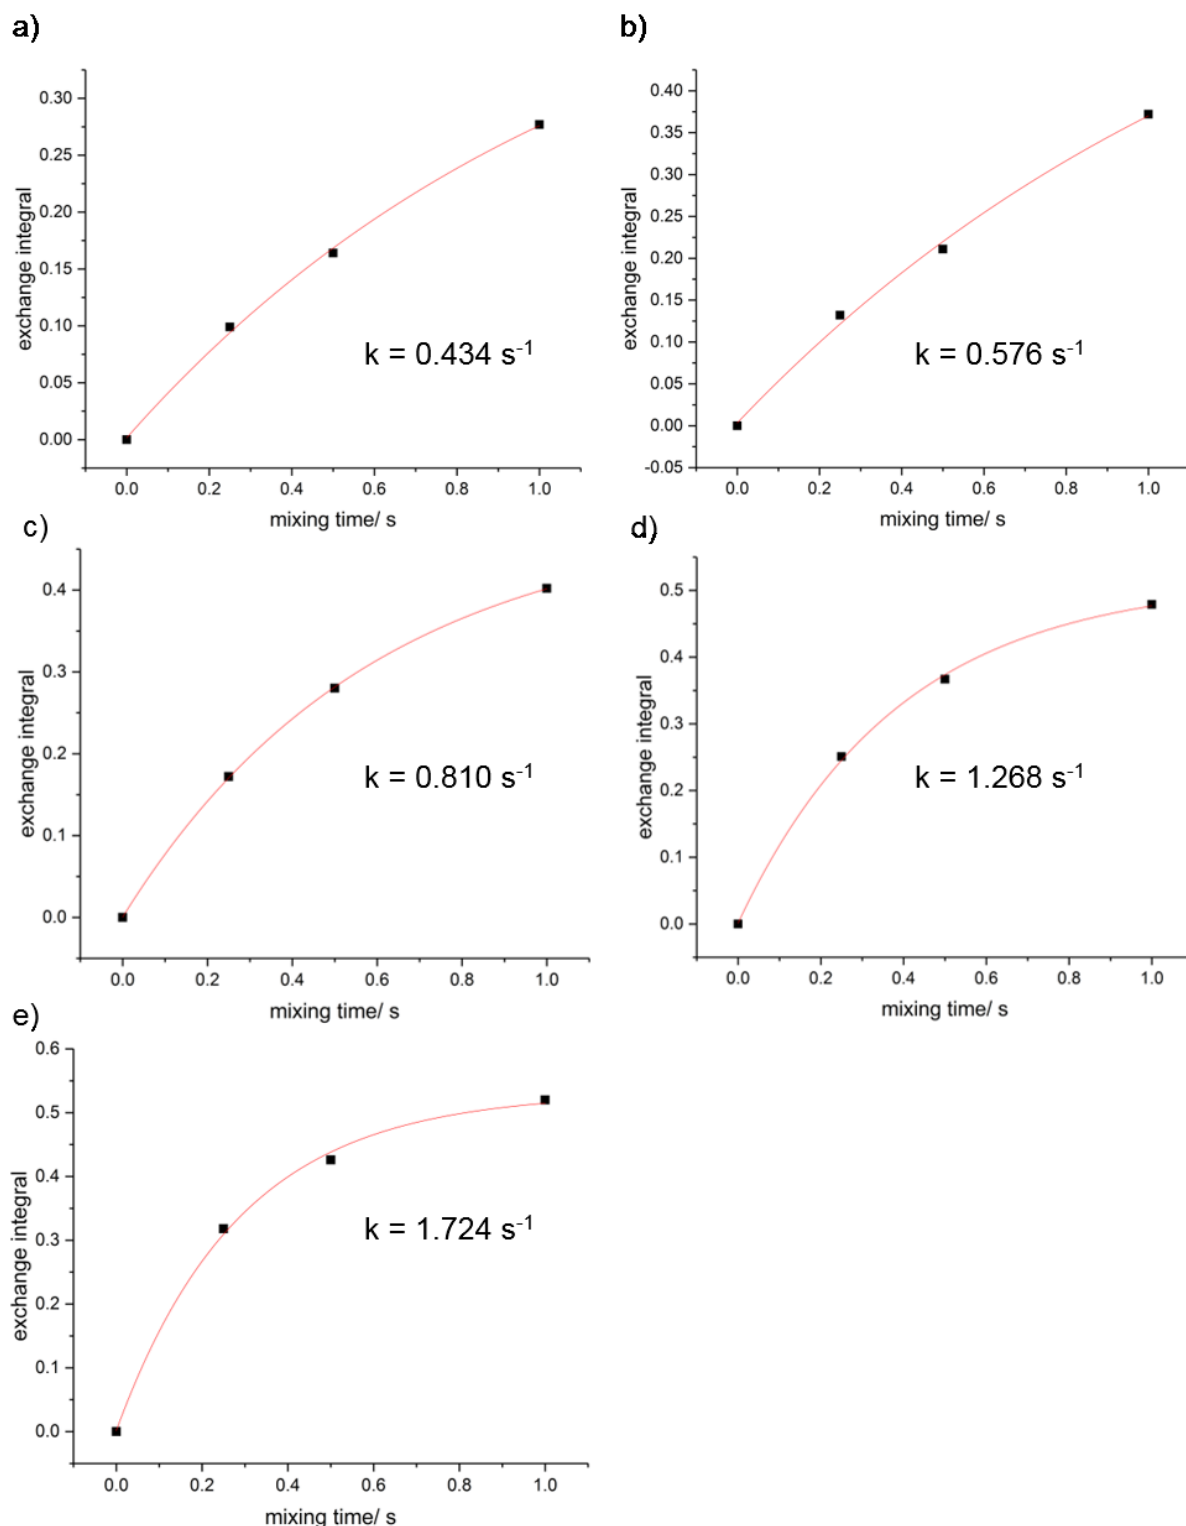 a)
0.30
0.25
0.20
0.15
0.10
0.05
0.00
exchange integral
k = 0.434 s⁻¹
0.0 0.2 0.4 0.6 0.8 1.0
mixing time/ s
b)
0.40
0.35
0.30
0.25
0.20
0.15
0.10
0.05
0.00
-0.05
exchange integral
k = 0.576 s⁻¹
0.0 0.2 0.4 0.6 0.8 1.0
mixing time/ s
c)
0.4
0.3
0.2
0.1
0.0
exchange integral
k = 0.810 s⁻¹
0.0 0.2 0.4 0.6 0.8 1.0
mixing time/ s
d)
0.5
0.4
0.3
0.2
0.1
0.0
exchange integral
k = 1.268 s⁻¹
0.0 0.2 0.4 0.6 0.8 1.0
mixing time/ s
e)
0.6
0.5
0.4
0.3
0.2
0.1
0.0
exchange integral
k = 1.724 s⁻¹
0.0 0.2 0.4 0.6 0.8 1.0
mixing time/ s